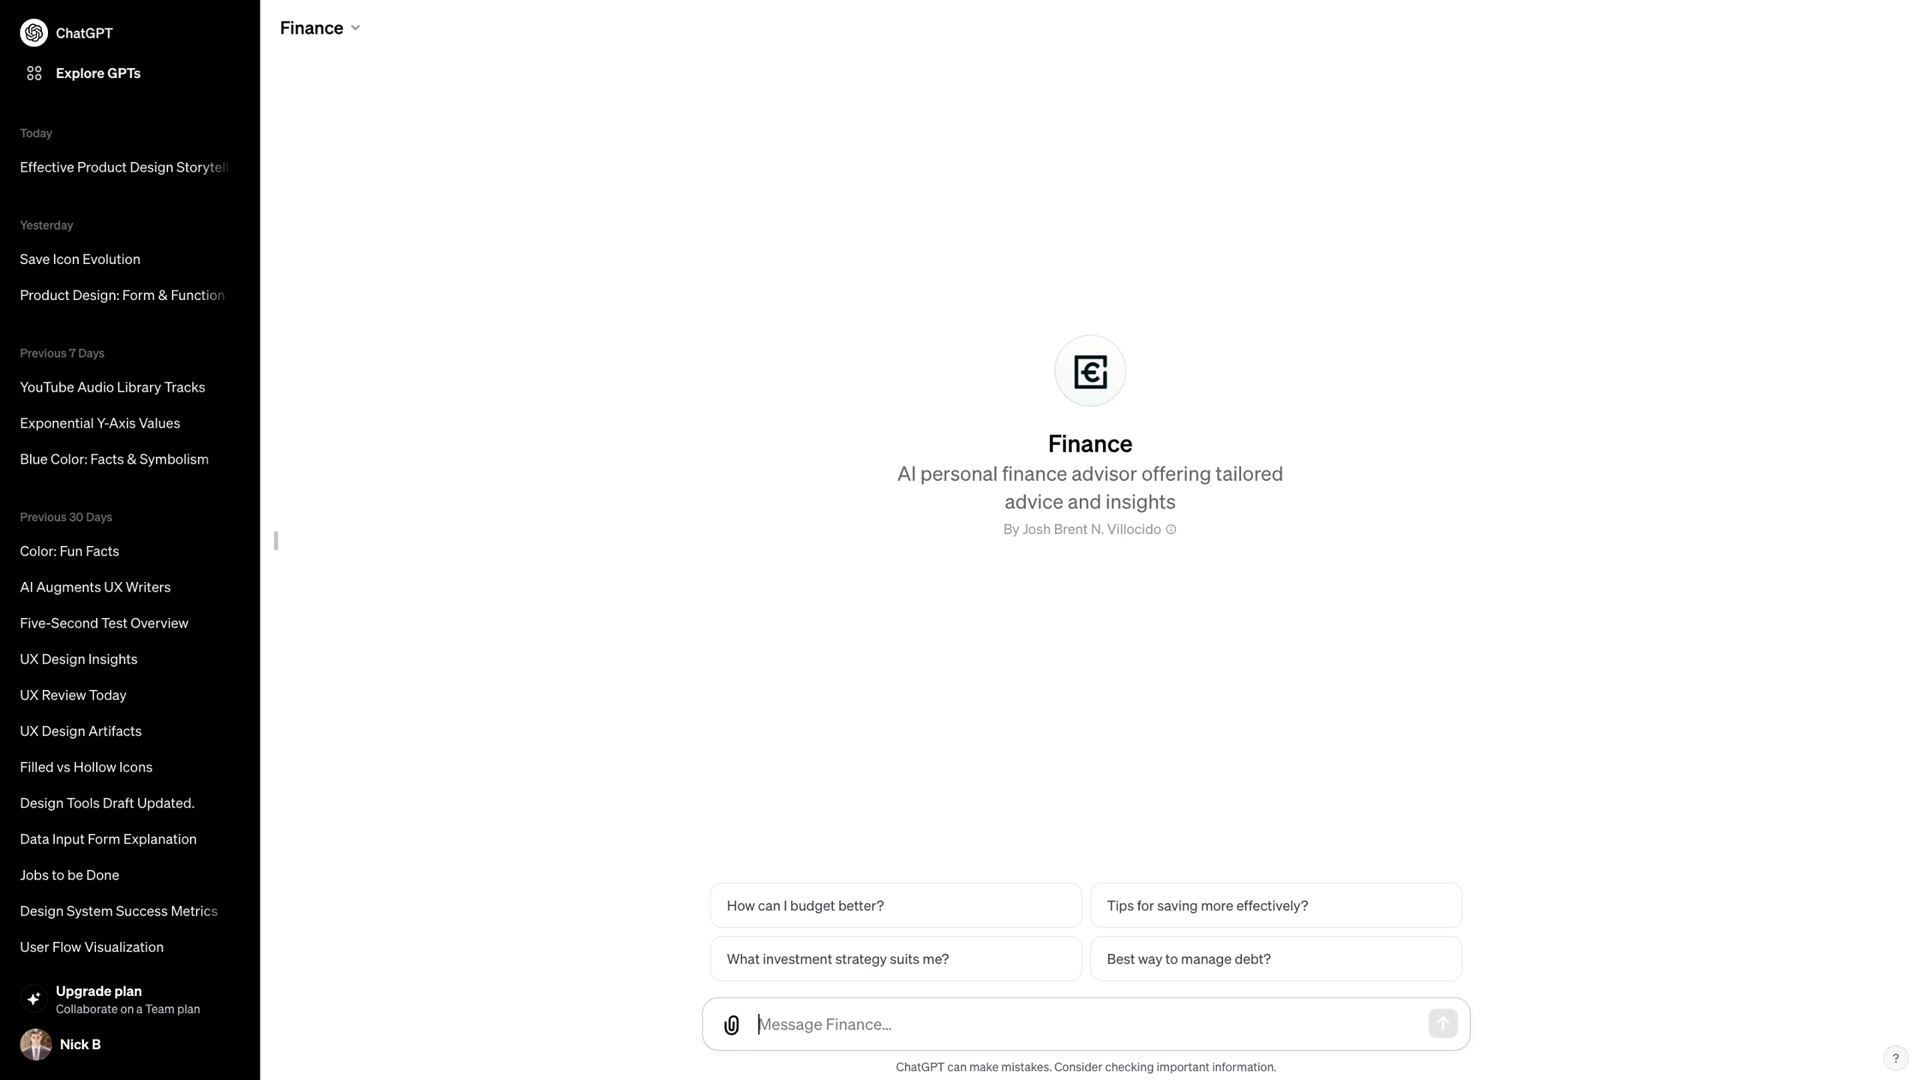 ChatGPT
Explore GPTs
Today
Effective Product Design Storytell
Yesterday
Save Icon Evolution
Product Design: Form & Function
Previous 7 Days
YouTube Audio Library Tracks
Exponential Y-Axis Values
Blue Color: Facts & Symbolism
Previous 30 Days
Color: Fun Facts
AI Augments UX Writers
Five-Second Test Overview
UX Design Insights
UX Review Today
UX Design Artifacts
Filled vs Hollow Icons
Design Tools Draft Updated.
Data Input Form Explanation
Jobs to be Done
Design System Success Metrics
User Flow Visualization
Upgrade plan
Collaborate on a Team plan
Nick B
Finance
€
Finance
AI personal finance advisor offering tailored
advice and insights
By Josh Brent N. Villocido
How can I budget better?
Tips for saving more effectively?
What investment strategy suits me?
Best way to manage debt?
Message Finance...
ChatGPT can make mistakes. Consider checking important information.
?